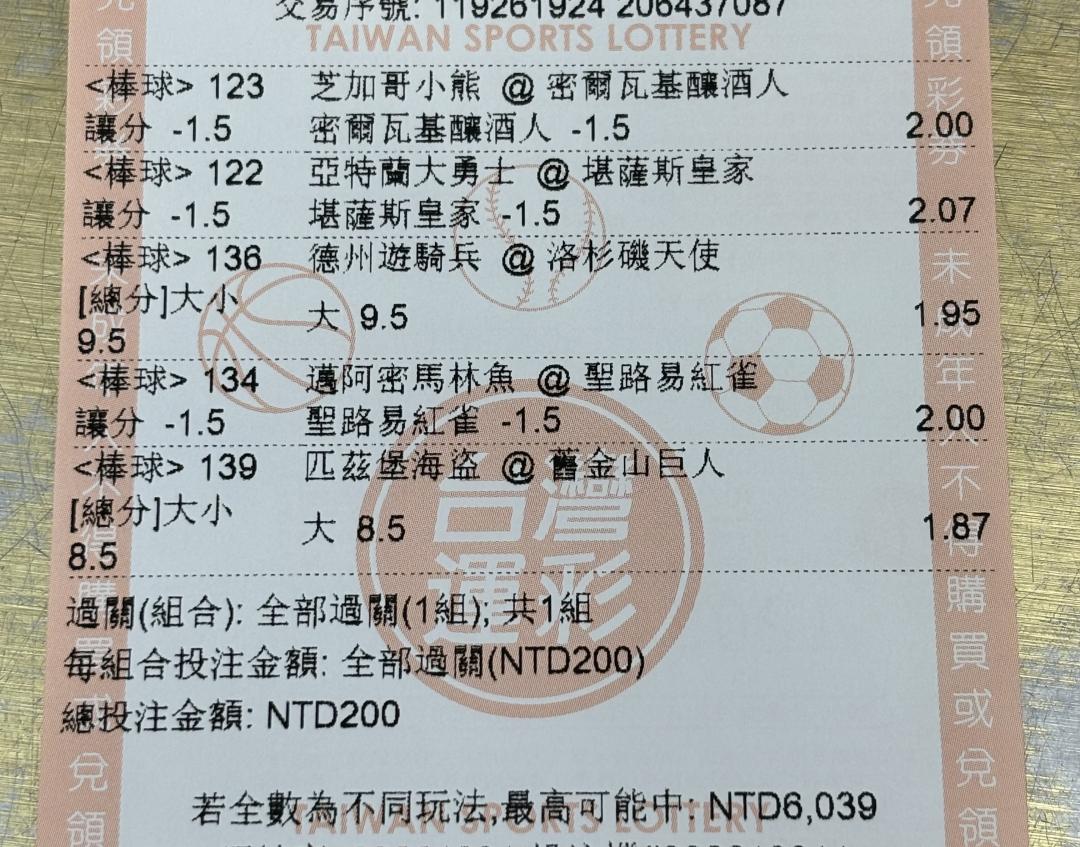 交易序號: 119261924 206437087
TAIWAN SPORTS LOTTERY
<棒球> 123 芝加哥小熊 @ 密爾瓦基釀酒人
讓分 -1.5 密爾瓦基釀酒人 -1.5 2.00
<棒球> 122 亞特蘭大勇士 @ 堪薩斯皇家
讓分 -1.5 堪薩斯皇家 -1.5 2.07
<棒球> 136 德州遊騎兵 @ 洛杉磯天使
[總分]大小 大 9.5 1.95
9.5
<棒球> 134 邁阿密馬林魚 @ 聖路易紅雀
讓分 -1.5 聖路易紅雀 -1.5 2.00
<棒球> 139 匹茲堡海盜 @ 舊金山巨人
[總分]大小 大 8.5 1.87
8.5
台灣
運彩
過關(組合): 全部過關(1組); 共1組
每組合投注金額: 全部過關(NTD200)
總投注金額: NTD200
若全數為不同玩法,最高可能中: NTD6,039
TAIWAN SPORTS LOTTERY
領彩券
未成年人不得購買或兌領